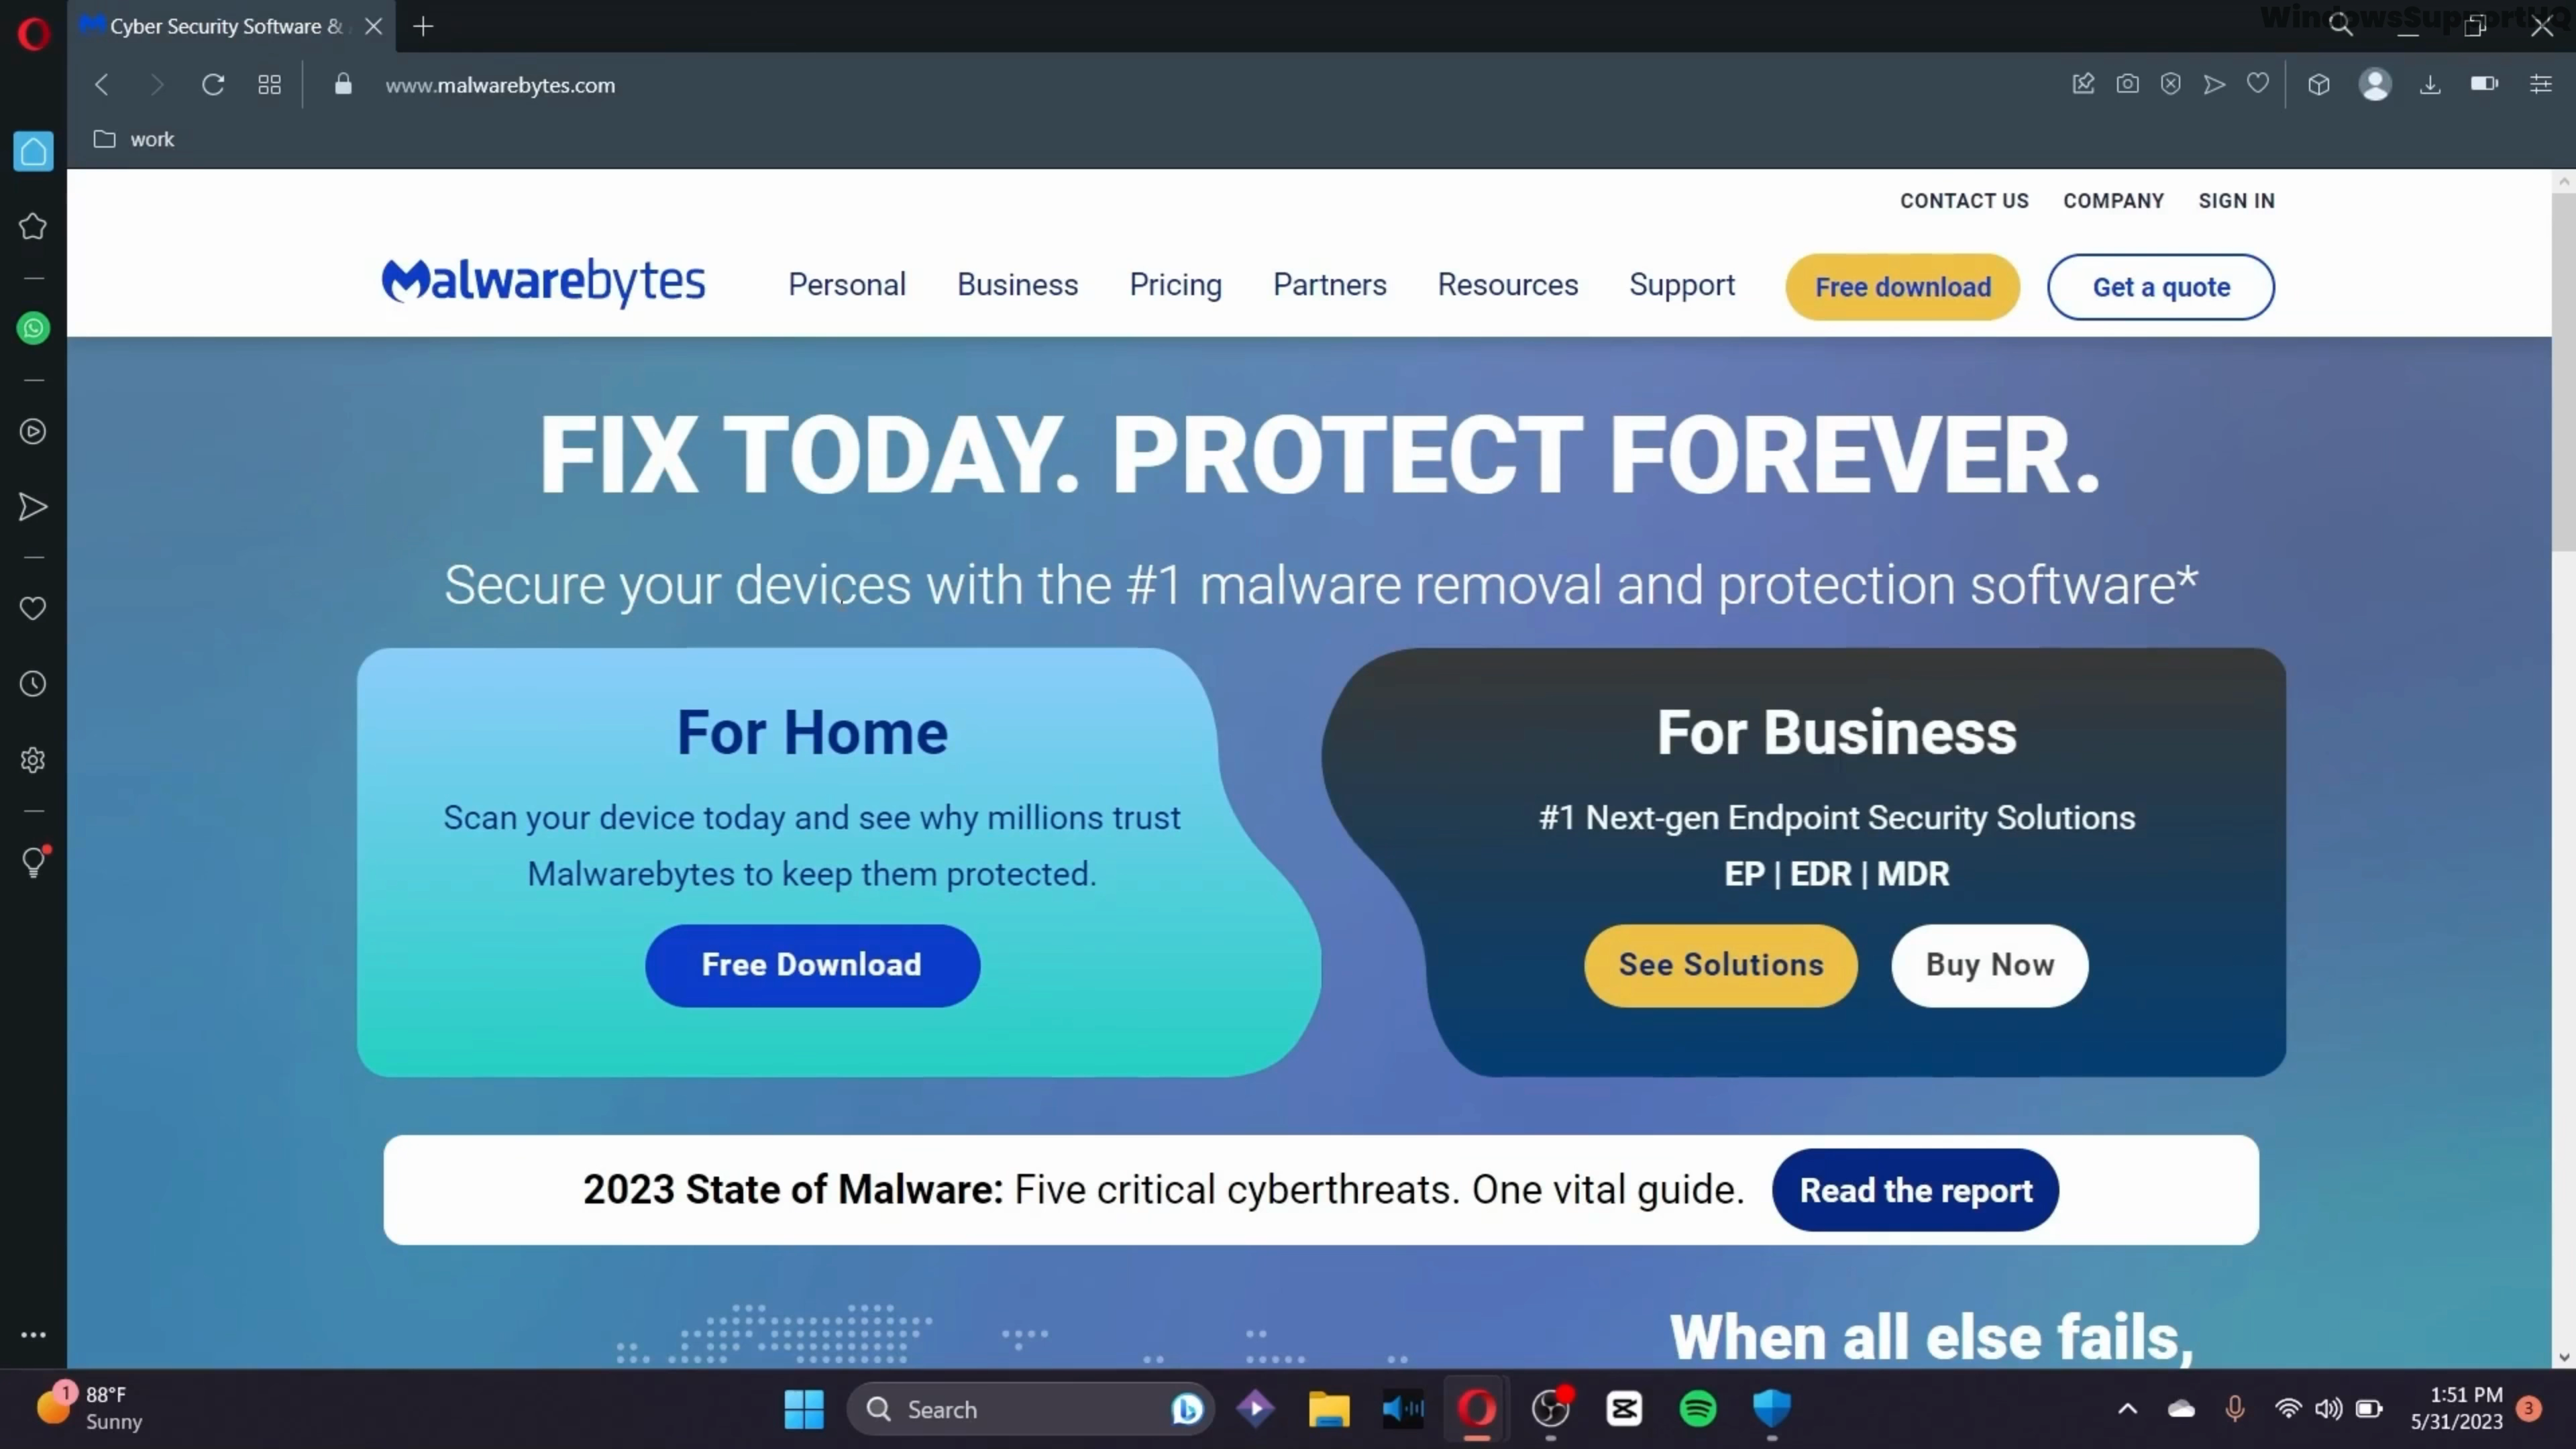 Cyber Security Software &
WindowsSupportHQ
www.malwarebytes.com
work
CONTACT US COMPANY SIGN IN
Malwarebytes Personal Business Pricing Partners Resources Support Free download Get a quote
FIX TODAY. PROTECT FOREVER.
Secure your devices with the #1 malware removal and protection software*
For Home
Scan your device today and see why millions trust
Malwarebytes to keep them protected.
Free Download
For Business
#1 Next-gen Endpoint Security Solutions
EP | EDR | MDR
See Solutions Buy Now
2023 State of Malware: Five critical cyberthreats. One vital guide. Read the report
When all else fails,
1 88°F
Sunny
Search
1:51 PM
5/31/2023 3